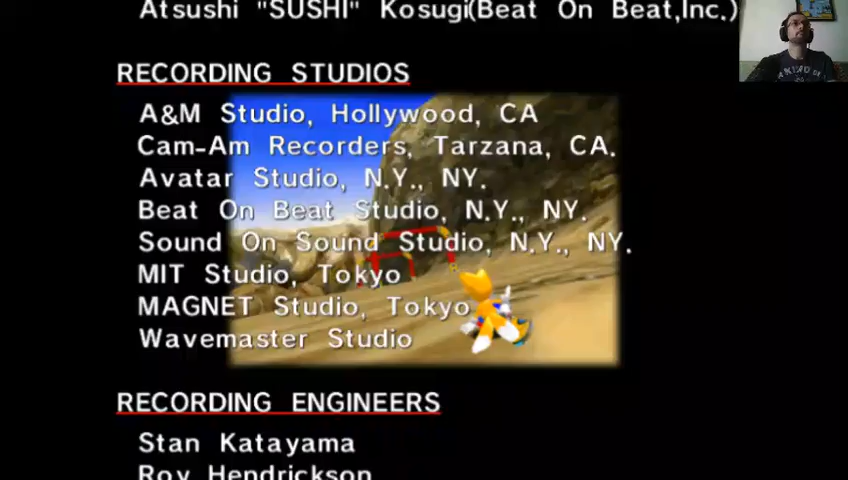 Atsushi "SUSHI" Kosugi(Beat On Beat,Inc.)
RECORDING STUDIOS
A&M Studio, Hollywood, CA
Cam-Am Recorders, Tarzana, CA.
Avatar Studio, N.Y., NY.
Beat On Beat Studio, N.Y., NY.
Sound On Sound Studio, N.Y., NY.
MIT Studio, Tokyo
MAGNET Studio, Tokyo
Wavemaster Studio
RECORDING ENGINEERS
Stan Katayama
Roy Hendrickson